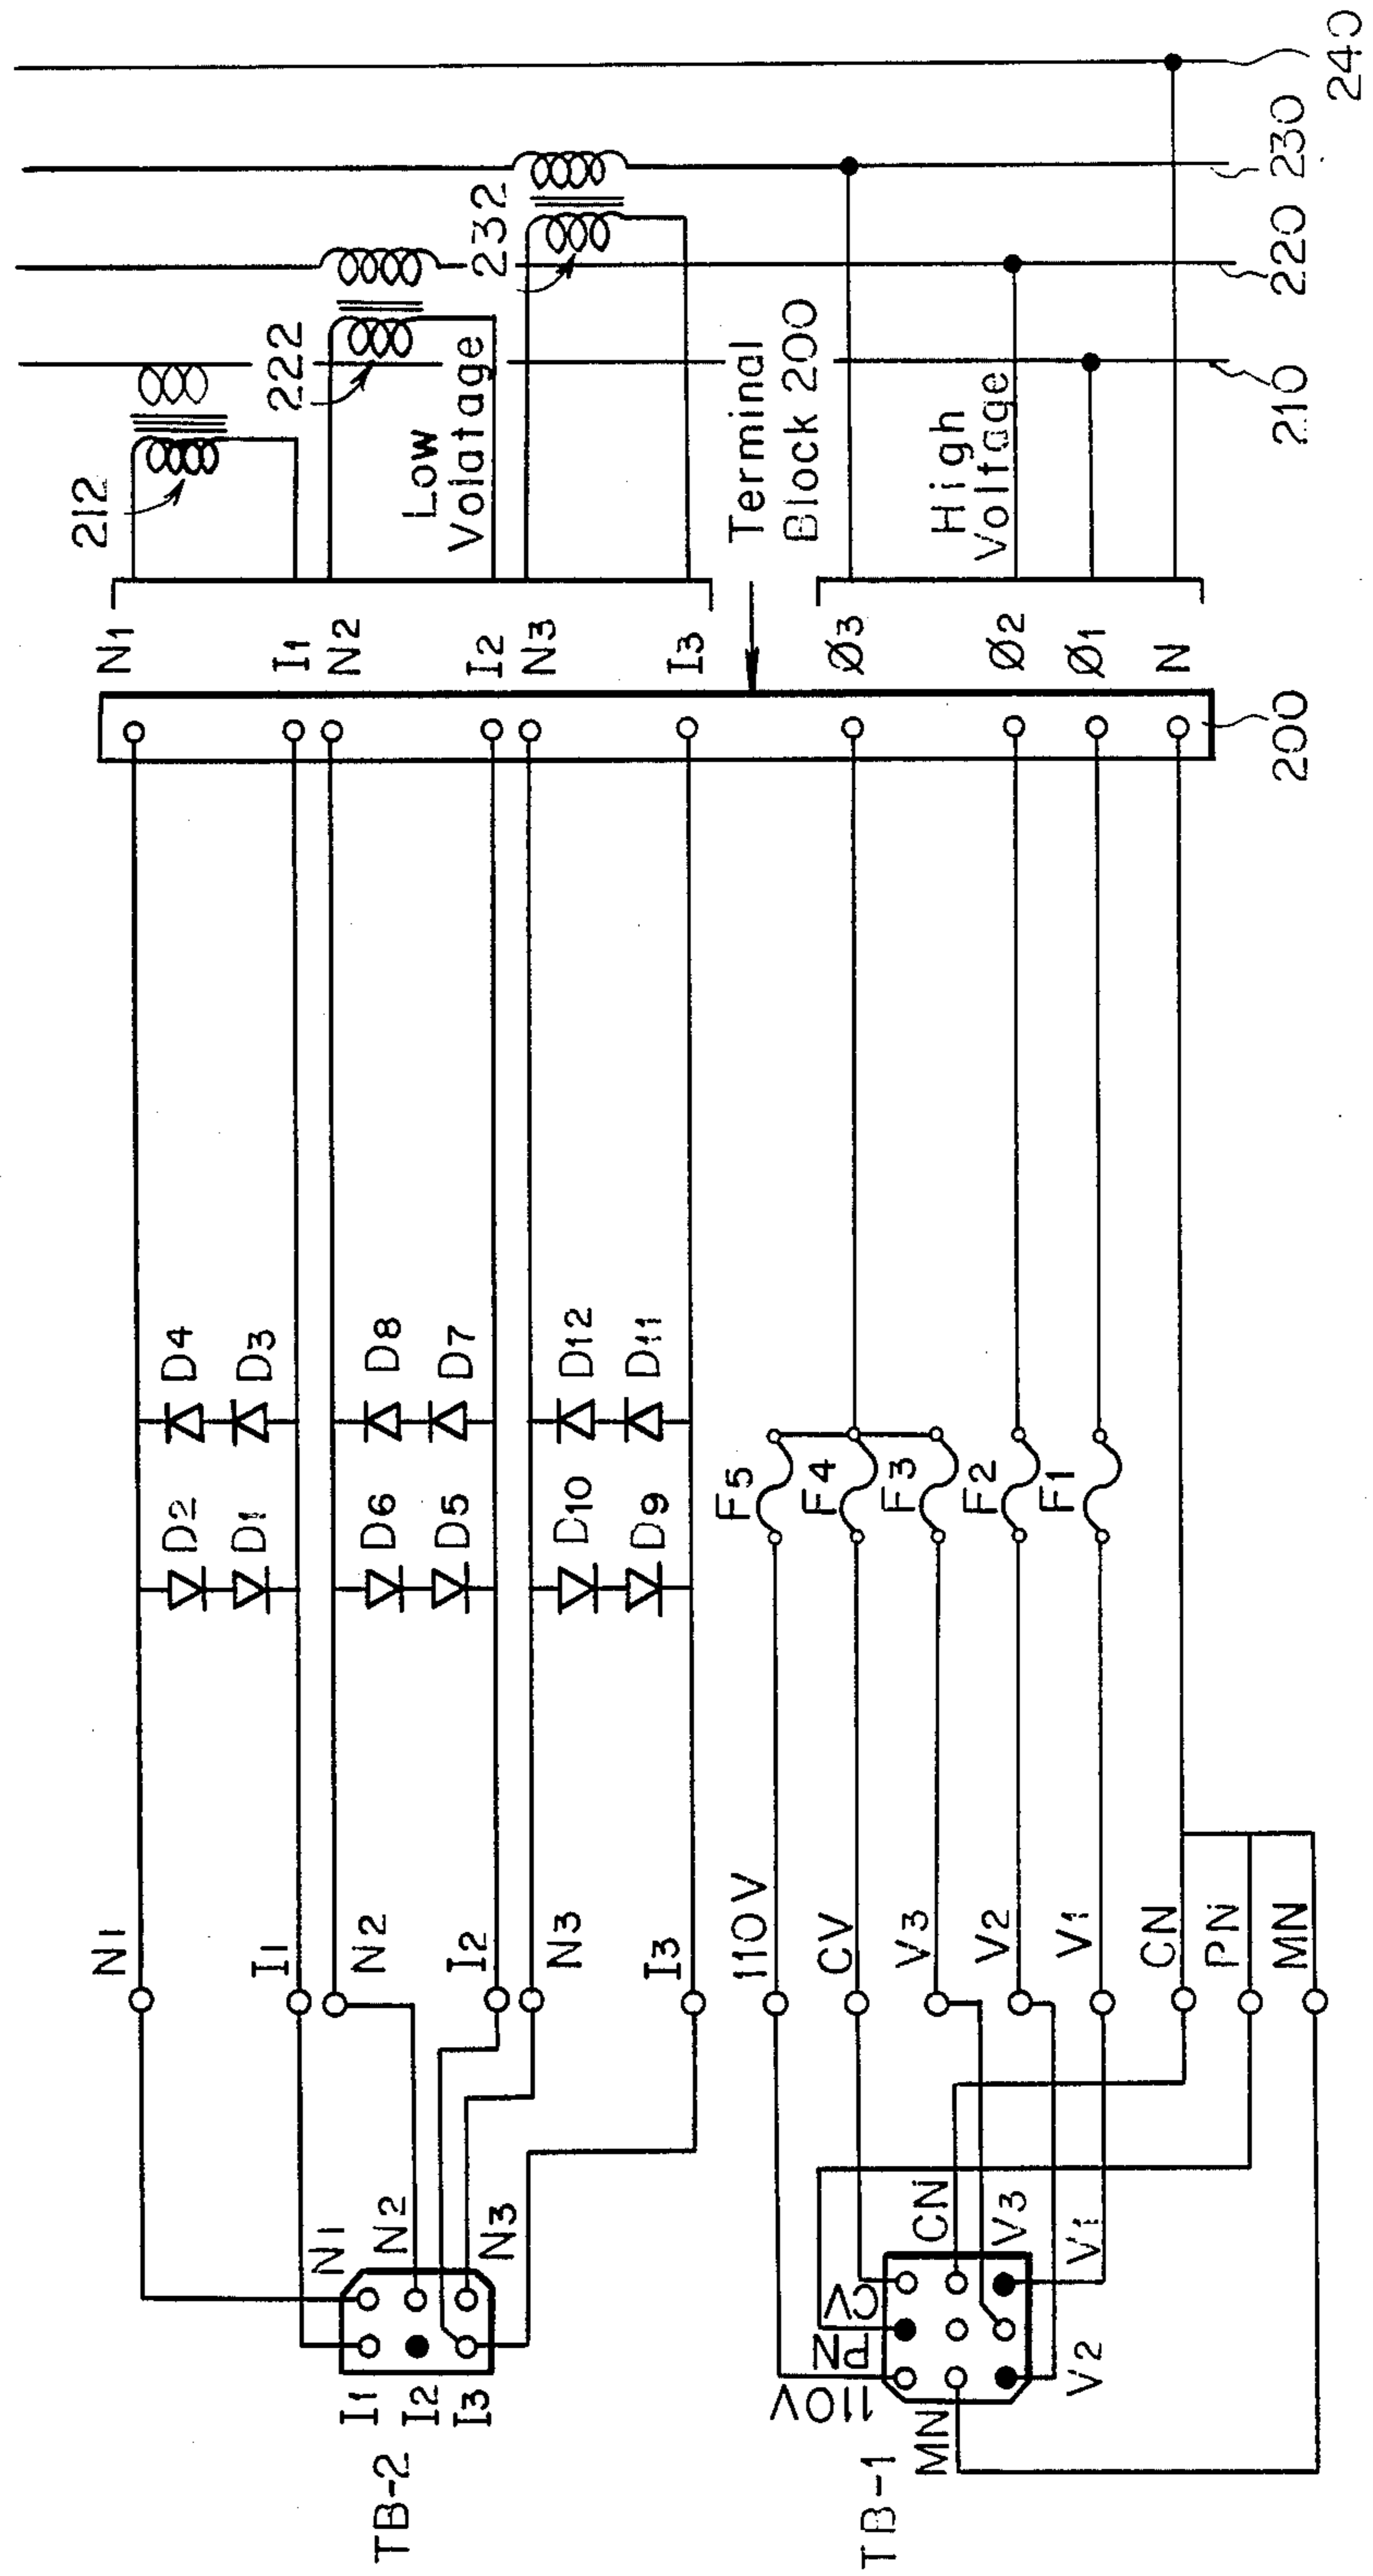 TB-2
I1
I2
I3
N1
N2
N3
N1
I1
N2
I2
N3
I3
D2
D1
D4
D3
D6
D5
D8
D7
D10
D9
D12
D11
N1
I1
N2
I2
N3
I3
212
222
232
Low
Volatage
Terminal
Block 200
TB-1
110V
PN
CV
MN
CN
V3
V2
V1
110V
CV
V3
V2
V1
CN
PN
MN
F5
F4
F3
F2
F1
Ø3
Ø2
Ø1
N
High
Voltage
200
210
220
230
240